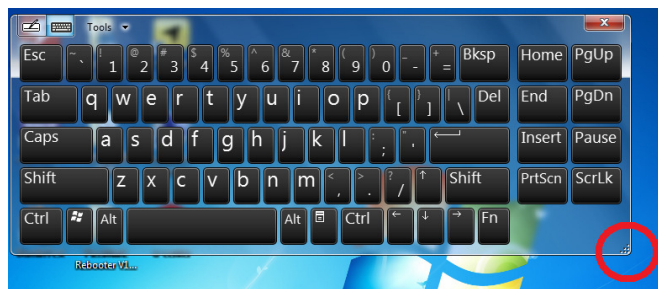 Tools
x
Esc ~ ` ! 1 @ 2 # 3 $ 4 % 5 ^ 6 & 7 * 8 ( 9 ) 0 _ - + = Bksp Home PgUp
Tab q w e r t y u i o p { [ } ] | \ Del End PgDn
Caps a s d f g h j k l : ; " ' Insert Pause
Shift z x c v b n m < , > . ? / ↑ Shift PrtScn ScrLk
Ctrl Alt Alt Ctrl ← ↓ → Fn
Rebooter V1...